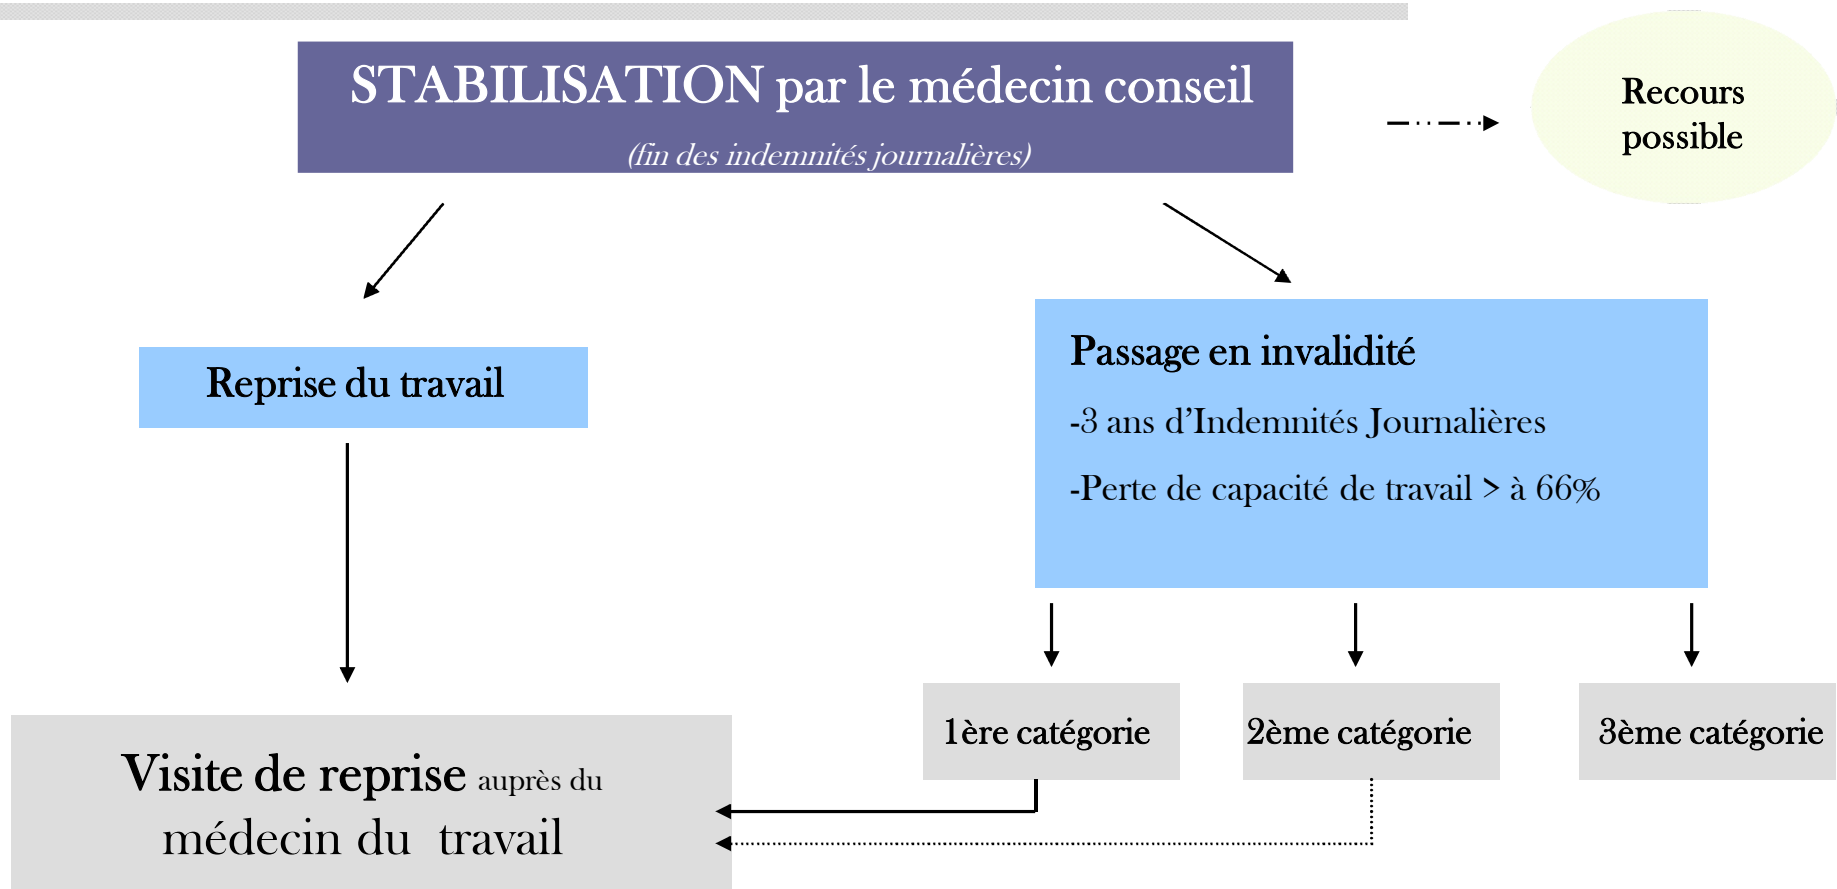 STABILISATION par le médecin conseil
(fin des indemnités journalières)
Recours
possible
Reprise du travail
Passage en invalidité
-3 ans d’Indemnités Journalières
-Perte de capacité de travail > à 66%
1ère catégorie
2ème catégorie
3ème catégorie
Visite de reprise auprès du
médecin du travail